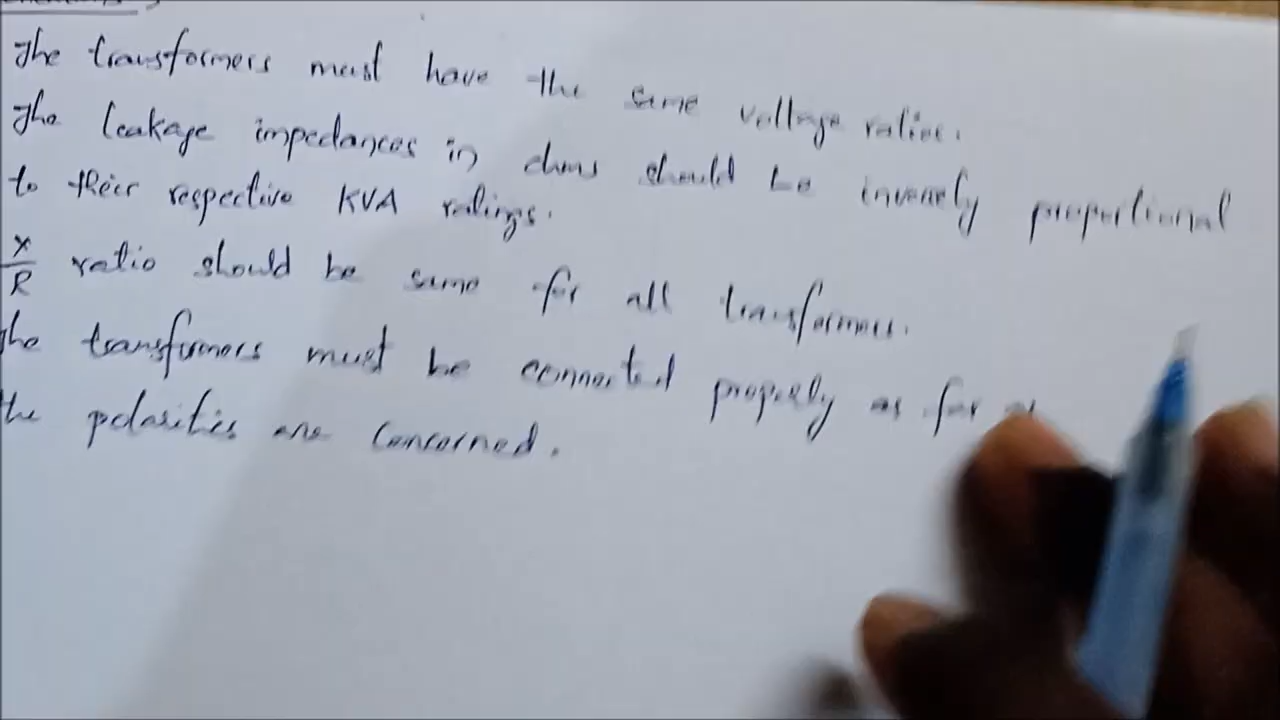 The transformers must have the same voltage ratios.
The leakage impedances in ohms should be inversely proportional
to their respective KVA ratings.
X/R ratio should be same for all transformers.
The transformers must be connected properly as far as
the polarities are concerned.